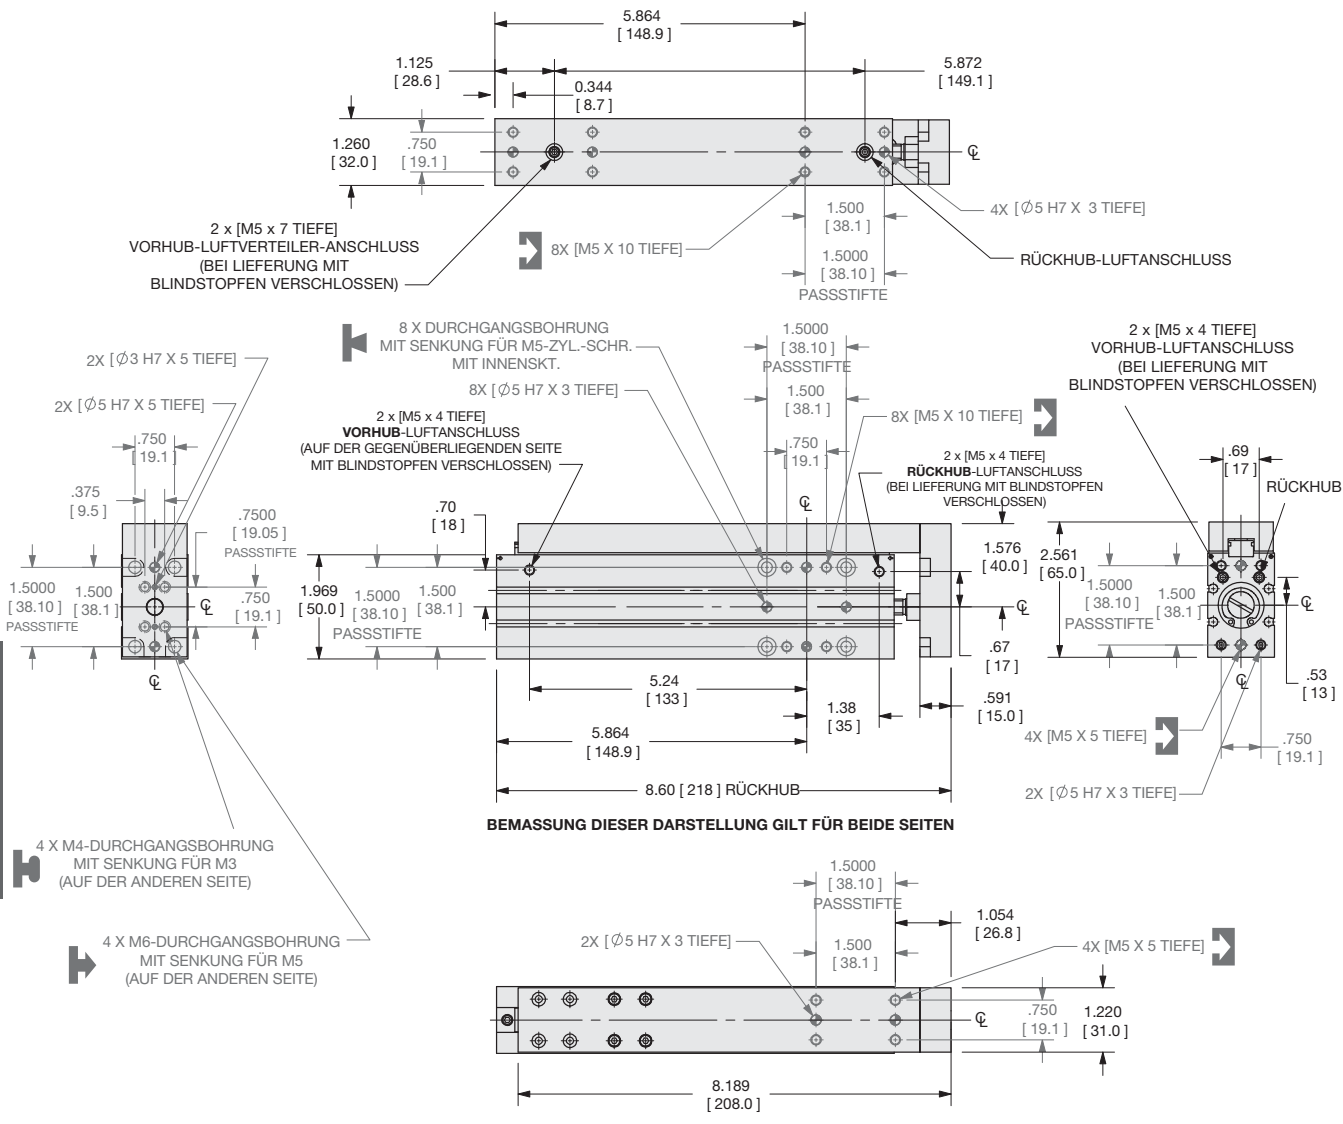 5.864
[ 148.9 ]
1.125
[ 28.6 ]
5.872
[ 149.1 ]
0.344
[ 8.7 ]
1.260
[ 32.0 ]
.750
[ 19.1 ]
℄
2 x [M5 x 7 TIEFE]
VORHUB-LUFTVERTEILER-ANSCHLUSS
(BEI LIEFERUNG MIT
BLINDSTOPFEN VERSCHLOSSEN)
8X [M5 X 10 TIEFE]
1.500
[ 38.1 ]
1.5000
[ 38.10 ]
PASSSTIFTE
4X [∅5 H7 X 3 TIEFE]
RÜCKHUB-LUFTANSCHLUSS
2X [∅3 H7 X 5 TIEFE]
2X [∅5 H7 X 5 TIEFE]
.750
[ 19.1 ]
.375
[ 9.5 ]
.7500
[ 19.05 ]
PASSSTIFTE
1.5000
[ 38.10 ]
PASSSTIFTE
1.500
[ 38.1 ]
℄
.750
[ 19.1 ]
℄
4 X M4-DURCHGANGSBOHRUNG
MIT SENKUNG FÜR M3
(AUF DER ANDEREN SEITE)
4 X M6-DURCHGANGSBOHRUNG
MIT SENKUNG FÜR M5
(AUF DER ANDEREN SEITE)
8 X DURCHGANGSBOHRUNG
MIT SENKUNG FÜR M5-ZYL.-SCHR.
MIT INNENSKT.
8X [∅5 H7 X 3 TIEFE]
2 x [M5 x 4 TIEFE]
VORHUB-LUFTANSCHLUSS
(AUF DER GEGENÜBERLIEGENDEN SEITE
MIT BLINDSTOPFEN VERSCHLOSSEN)
1.5000
[ 38.10 ]
PASSSTIFTE
1.500
[ 38.1 ]
.750
[ 19.1 ]
℄
8X [M5 X 10 TIEFE]
2 x [M5 x 4 TIEFE]
RÜCKHUB-LUFTANSCHLUSS
(BEI LIEFERUNG MIT BLINDSTOPFEN
VERSCHLOSSEN)
.70
[ 18 ]
1.969
[ 50.0 ]
1.5000
[ 38.10 ]
PASSSTIFTE
1.500
[ 38.1 ]
1.576
[ 40.0 ]
℄
.67
[ 17 ]
5.24
[ 133 ]
1.38
[ 35 ]
.591
[ 15.0 ]
5.864
[ 148.9 ]
8.60 [ 218 ] RÜCKHUB
BEMASSUNG DIESER DARSTELLUNG GILT FÜR BEIDE SEITEN
2 x [M5 x 4 TIEFE]
VORHUB-LUFTANSCHLUSS
(BEI LIEFERUNG MIT
BLINDSTOPFEN VERSCHLOSSEN)
.69
[ 17 ]
RÜCKHUB
2.561
[ 65.0 ]
1.5000
[ 38.10 ]
PASSSTIFTE
1.500
[ 38.1 ]
℄
℄
.53
[ 13 ]
4X [M5 X 5 TIEFE]
.750
[ 19.1 ]
2X [∅5 H7 X 3 TIEFE]
1.5000
[ 38.10 ]
PASSSTIFTE
1.500
[ 38.1 ]
1.054
[ 26.8 ]
2X [∅5 H7 X 3 TIEFE]
4X [M5 X 5 TIEFE]
℄
.750
[ 19.1 ]
1.220
[ 31.0 ]
8.189
[ 208.0 ]